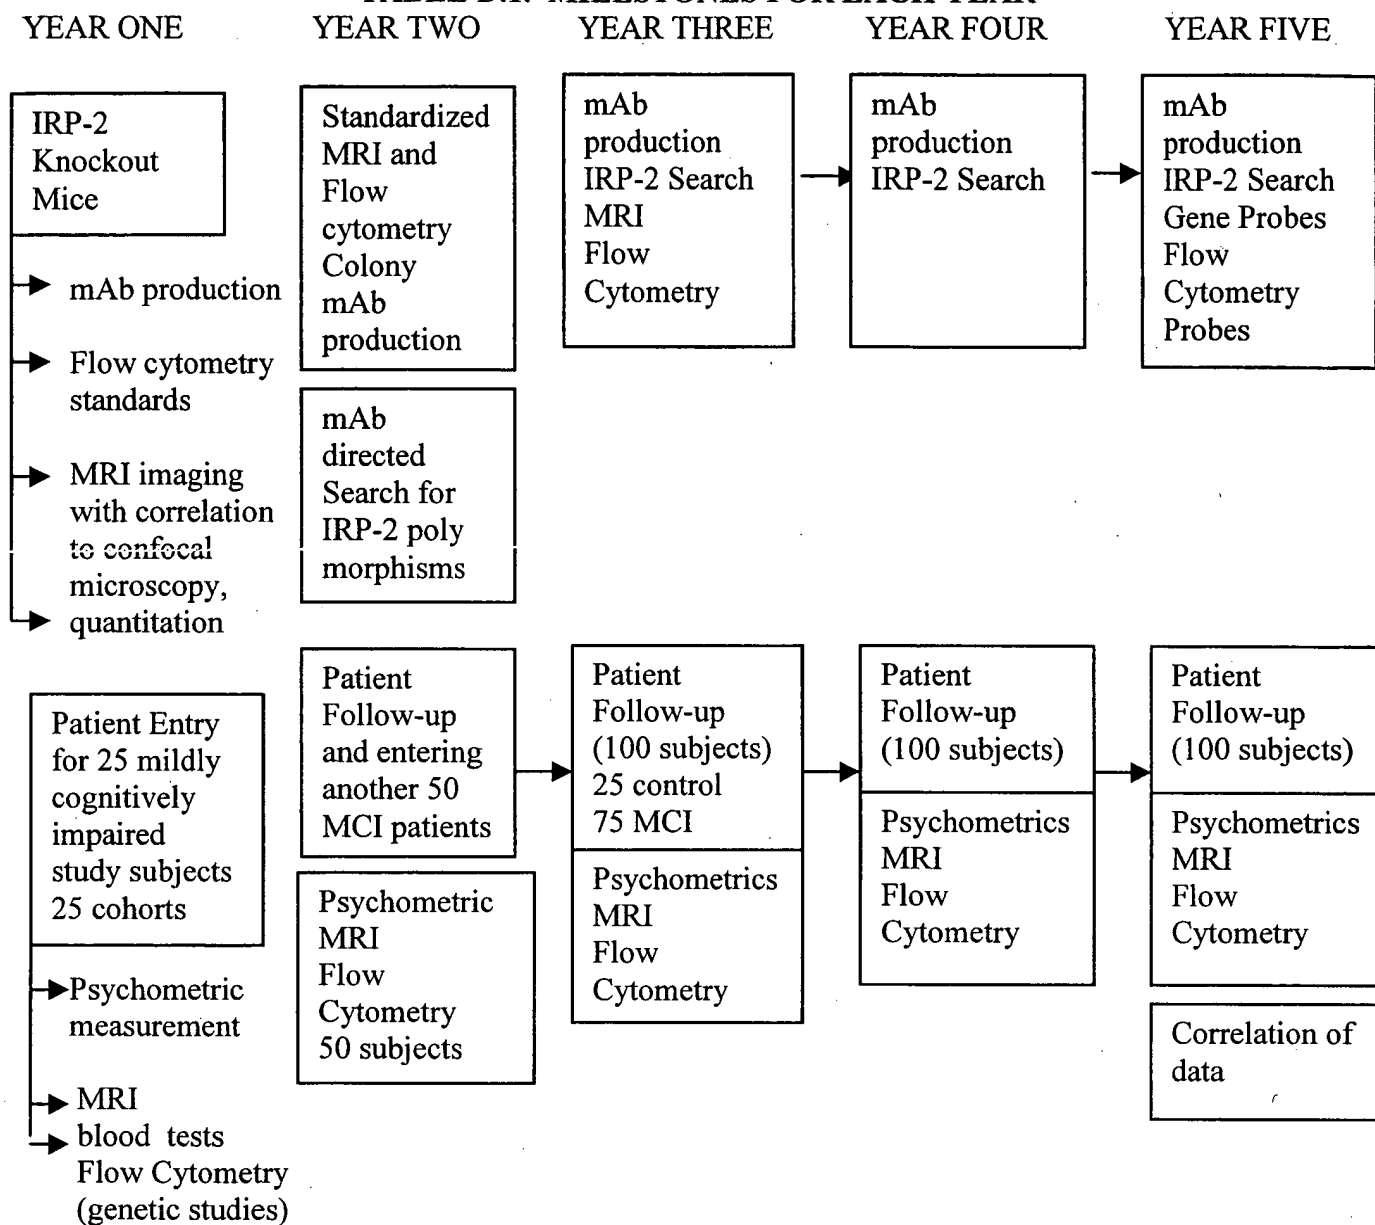 TABLE D.1. MILESTONES FOR EACH YEAR
YEAR ONE
IRP-2
Knockout
Mice
mAb production
Flow cytometry
standards
MRI imaging
with correlation
to confocal
microscopy,
quantitation
Patient Entry
for 25 mildly
cognitively
impaired
study subjects
25 cohorts
Psychometric
measurement
MRI
blood tests
Flow Cytometry
(genetic studies)
YEAR TWO
Standardized
MRI and
Flow
cytometry
Colony
mAb
production
mAb
directed
Search for
IRP-2 poly
morphisms
Patient
Follow-up
and entering
another 50
MCI patients
Psychometric
MRI
Flow
Cytometry
50 subjects
YEAR THREE
mAb
production
IRP-2 Search
MRI
Flow
Cytometry
Patient
Follow-up
(100 subjects)
25 control
75 MCI
Psychometrics
MRI
Flow
Cytometry
YEAR FOUR
mAb
production
IRP-2 Search
Patient
Follow-up
(100 subjects)
Psychometrics
MRI
Flow
Cytometry
YEAR FIVE
mAb
production
IRP-2 Search
Gene Probes
Flow
Cytometry
Probes
Patient
Follow-up
(100 subjects)
Psychometrics
MRI
Flow
Cytometry
Correlation of
data